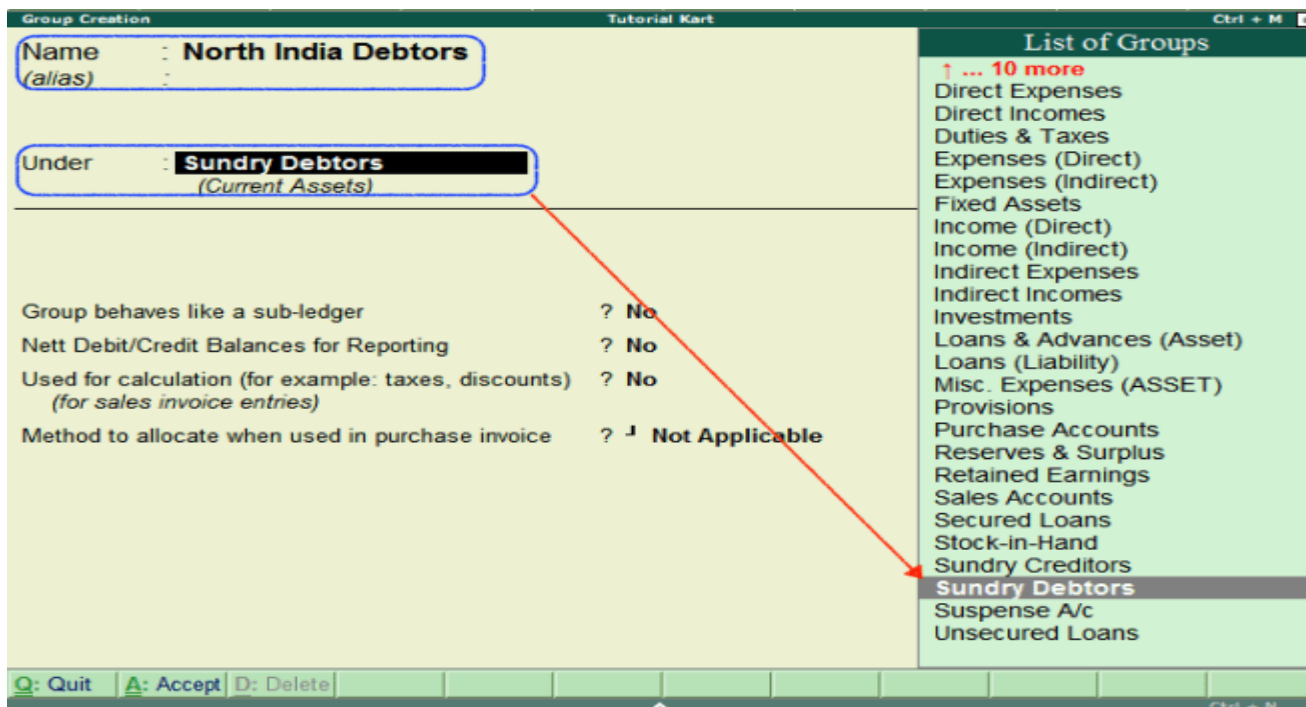 Group Creation Tutorial Kart Ctrl + M
Name : North India Debtors
(alias) :
Under : Sundry Debtors
(Current Assets)
Group behaves like a sub-ledger ? No
Nett Debit/Credit Balances for Reporting ? No
Used for calculation (for example: taxes, discounts) ? No
(for sales invoice entries)
Method to allocate when used in purchase invoice ? ┘ Not Applicable
List of Groups
↑ ... 10 more
Direct Expenses
Direct Incomes
Duties & Taxes
Expenses (Direct)
Expenses (Indirect)
Fixed Assets
Income (Direct)
Income (Indirect)
Indirect Expenses
Indirect Incomes
Investments
Loans & Advances (Asset)
Loans (Liability)
Misc. Expenses (ASSET)
Provisions
Purchase Accounts
Reserves & Surplus
Retained Earnings
Sales Accounts
Secured Loans
Stock-in-Hand
Sundry Creditors
Sundry Debtors
Suspense A/c
Unsecured Loans
Q: Quit A: Accept D: Delete
Ctrl + N